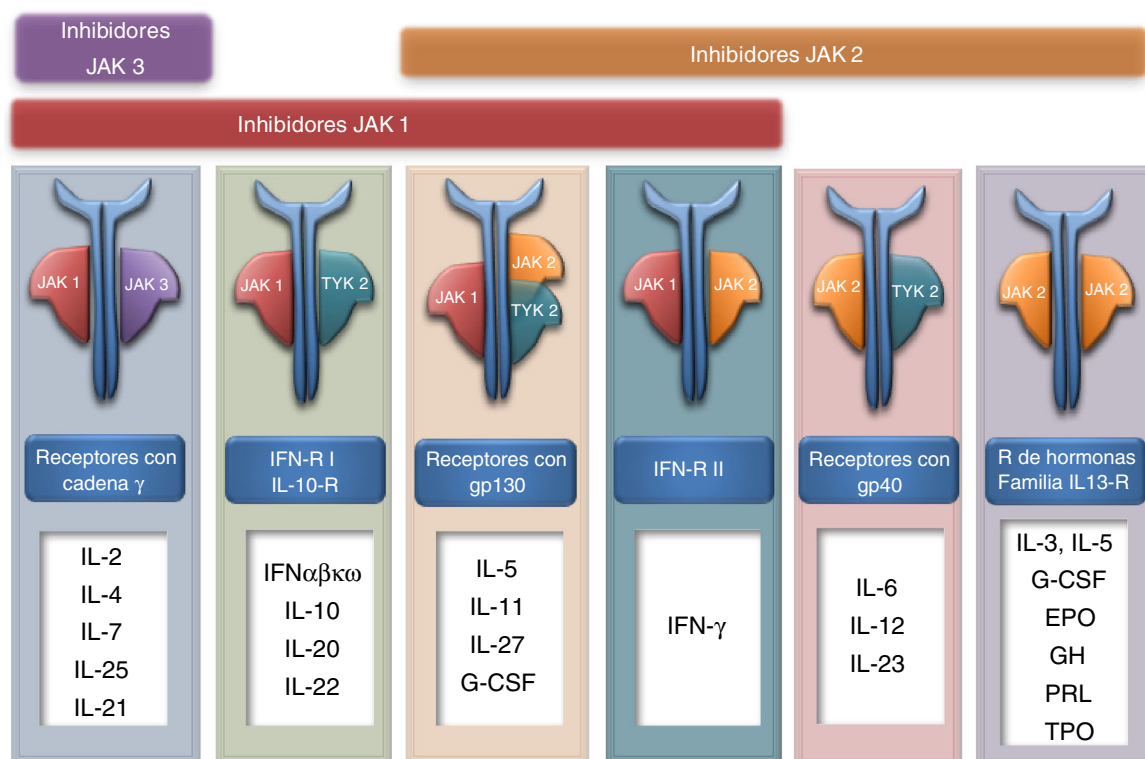 Inhibidores
JAK 3
Inhibidores JAK 2
Inhibidores JAK 1
JAK 1
JAK 3
JAK 1
TYK 2
JAK 1
JAK 2
TYK 2
JAK 1
JAK 2
JAK 2
TYK 2
JAK 2
JAK 2
Receptores con
cadena γ
IFN-R I
IL-10-R
Receptores con
gp130
IFN-R II
Receptores con
gp40
R de hormonas
Familia IL13-R
IL-2
IL-4
IL-7
IL-25
IL-21
IFNαβκω
IL-10
IL-20
IL-22
IL-5
IL-11
IL-27
G-CSF
IFN-γ
IL-6
IL-12
IL-23
IL-3, IL-5
G-CSF
EPO
GH
PRL
TPO